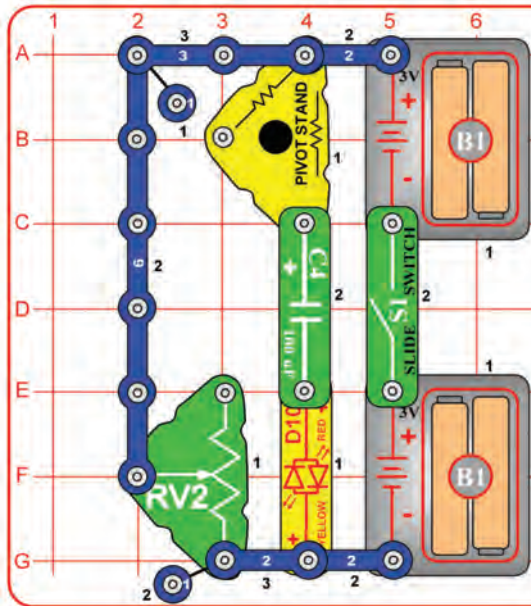 1 2 3 4 5 6
A
B
C
D
E
F
G
3
3
2
2
1
1
PIVOT STAND
1
3V
+
-
B1
1
C4
+
100 µF
2
6
2
S1
SLIDE SWITCH
2
1
RV2
1
D10
RED +
YELLOW
+
1
3V
+
-
B1
2
3
2
2
1
2